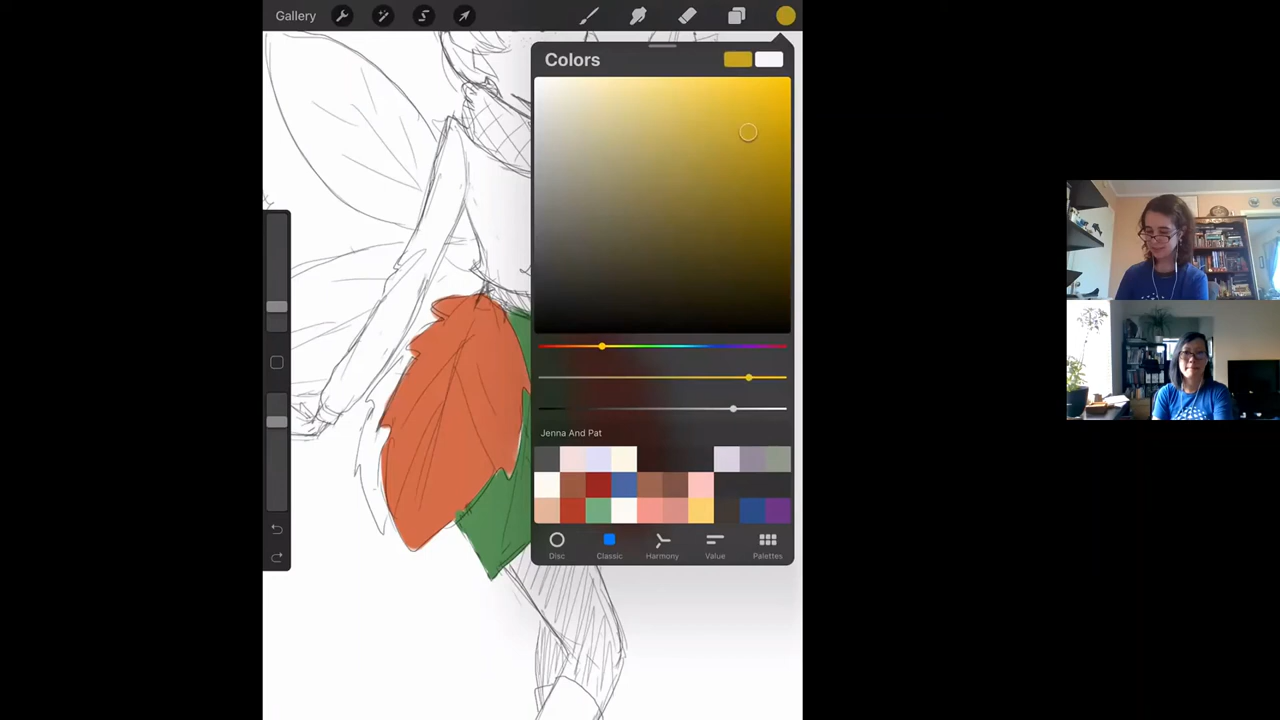 Gallery
Colors
Jenna And Pat
Disc
Classic
Harmony
Value
Palettes